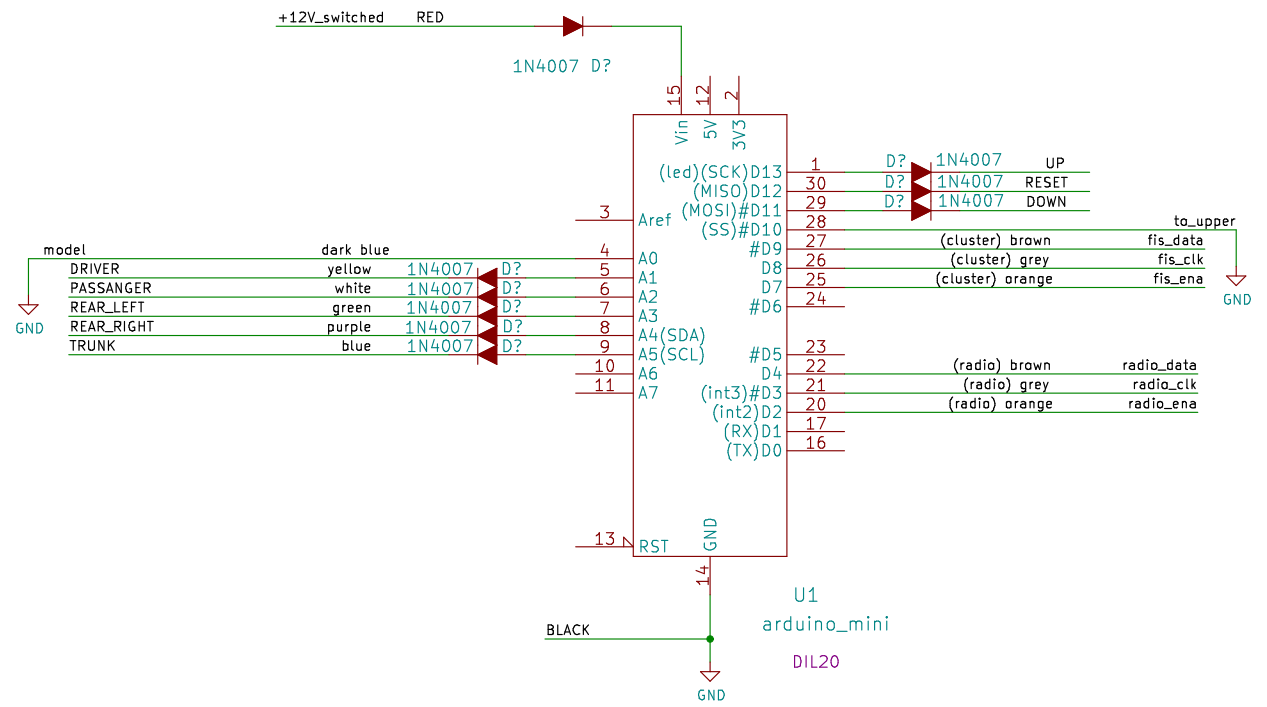 +12V_switched RED
1N4007 D?
15 12 2
Vin 5V 3V3
(led)(SCK)D13 1 D? 1N4007 UP
(MISO)D12 30 D? 1N4007 RESET
(MOSI)#D11 29 D? 1N4007 DOWN
3 Aref
(SS)#D10 28 to_upper
#D9 27 (cluster) brown fis_data
model dark blue 4 A0
D8 26 (cluster) grey fis_clk
DRIVER yellow 1N4007 D? 5 A1
D7 25 (cluster) orange fis_ena
PASSANGER white 1N4007 D? 6 A2
#D6 24
GND
REAR_LEFT green 1N4007 D? 7 A3
GND
REAR_RIGHT purple 1N4007 D? 8 A4(SDA)
TRUNK blue 1N4007 D? 9 A5(SCL)
#D5 23
10 A6
D4 22 (radio) brown radio_data
11 A7
(int3)#D3 21 (radio) grey radio_clk
(int2)D2 20 (radio) orange radio_ena
(RX)D1 17
(TX)D0 16
13 RST
GND
14
U1
arduino_mini
BLACK
DIL20
GND